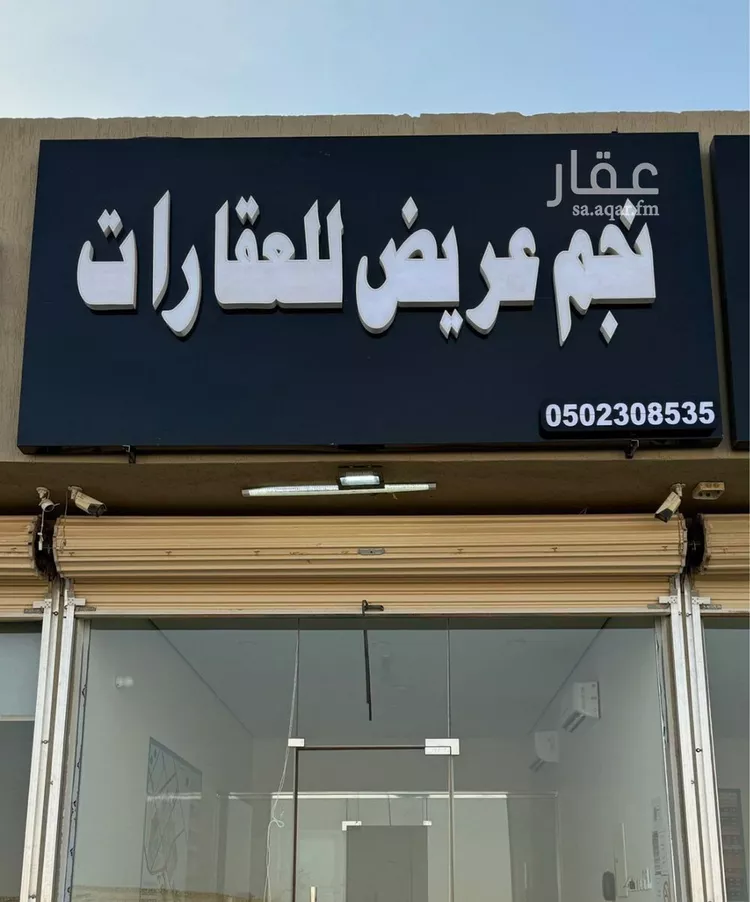 عقار
sa.aqar.fm
نجم عريض للعقارات
0502308535